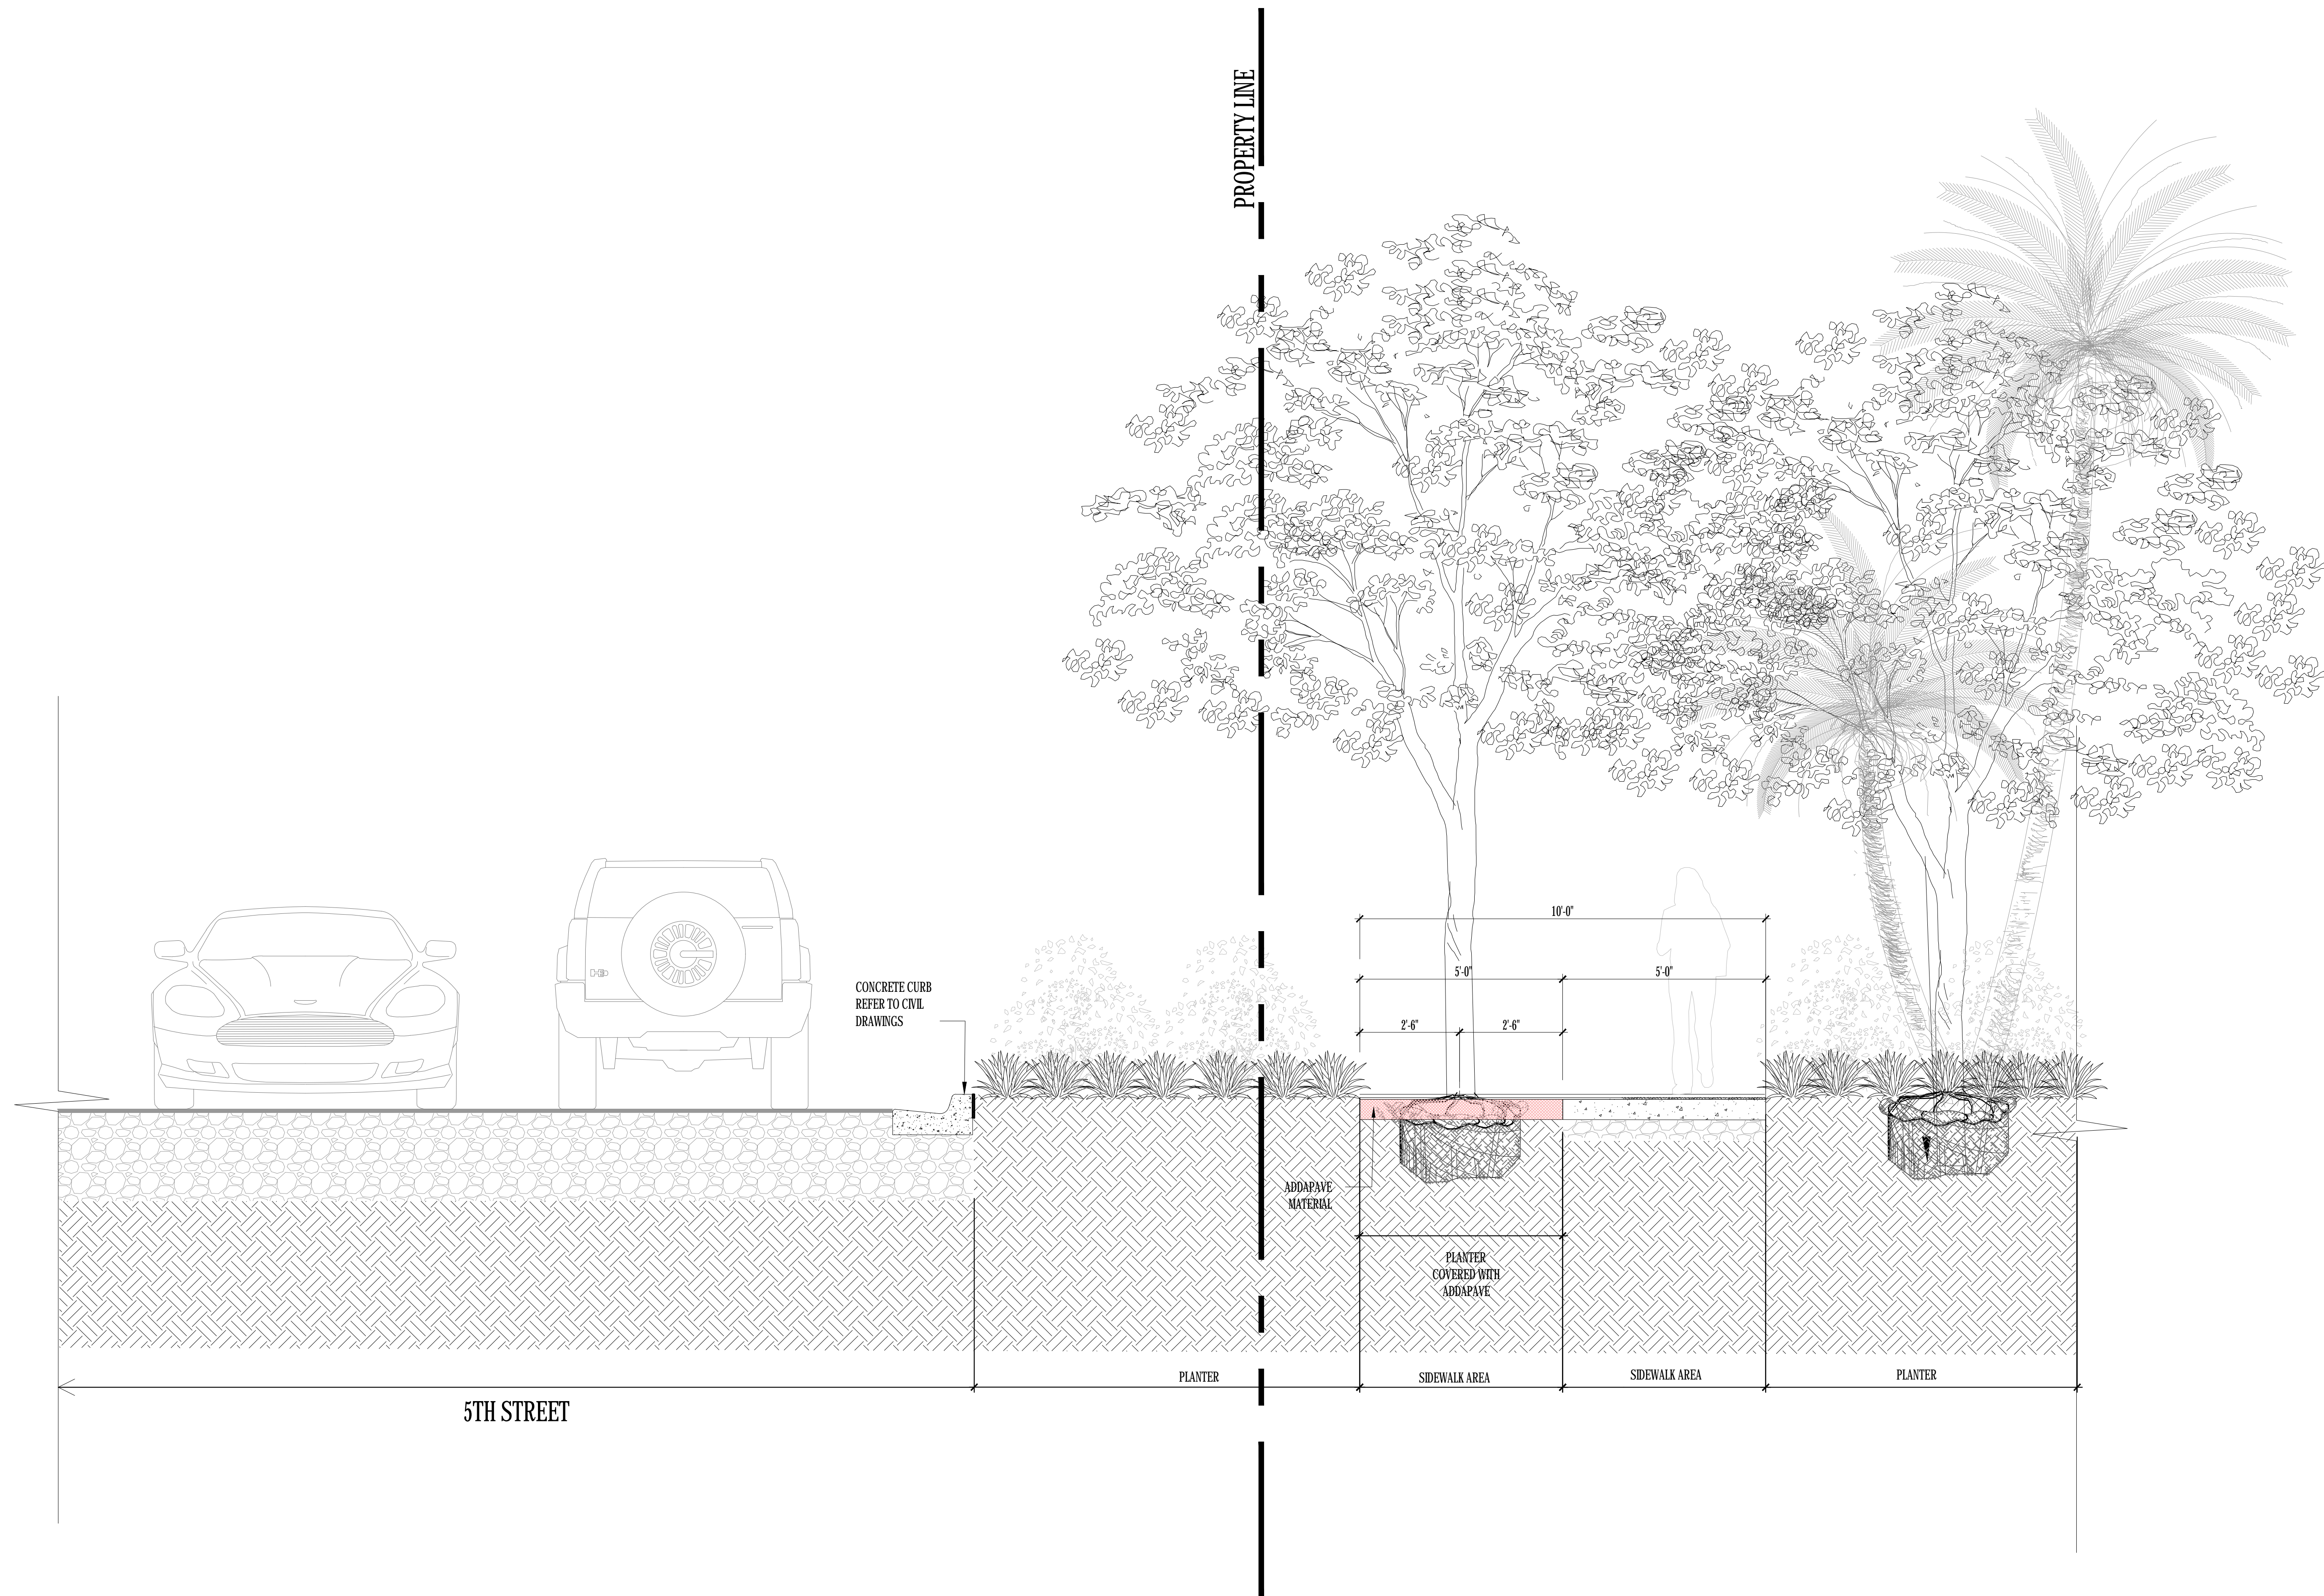 PROPERTY LINE
10'-0"
5'-0"
5'-0"
2'-6"
2'-6"
CONCRETE CURB
REFER TO CIVIL
DRAWINGS
ADDAPAVE
MATERIAL
PLANTER
COVERED WITH
ADDAPAVE
PLANTER
SIDEWALK AREA
SIDEWALK AREA
PLANTER
5TH STREET